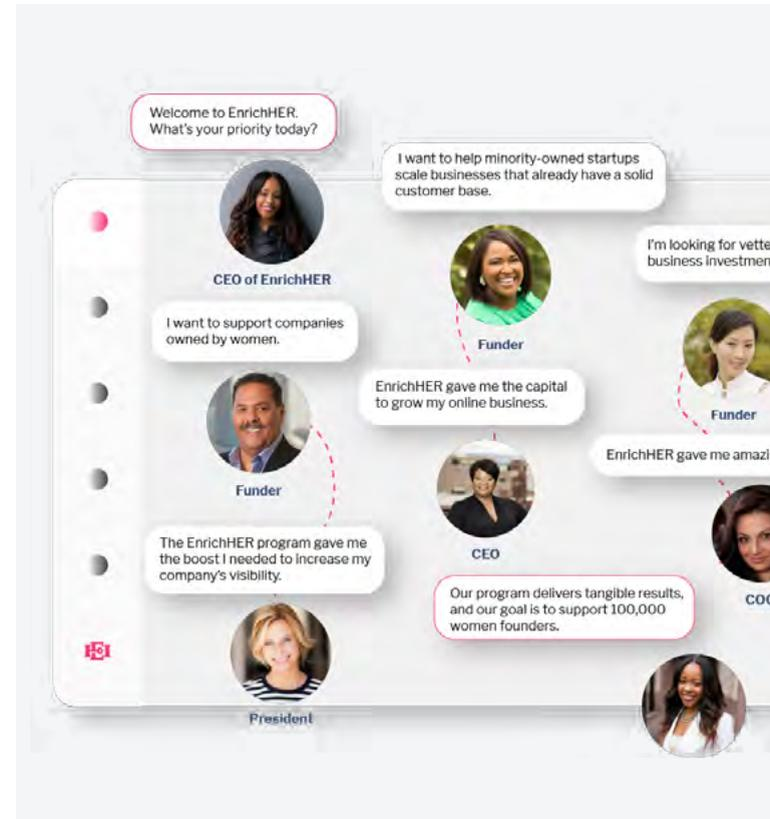 Welcome to EnrichHER.
What's your priority today?
CEO of EnrichHER
I want to help minority-owned startups
scale businesses that already have a solid
customer base.
Funder
I'm looking for vette
business investmen
Funder
I want to support companies
owned by women.
Funder
EnrichHER gave me the capital
to grow my online business.
CEO
EnrichHER gave me amazi
COO
The EnrichHER program gave me
the boost I needed to increase my
company's visibility.
President
Our program delivers tangible results,
and our goal is to support 100,000
women founders.